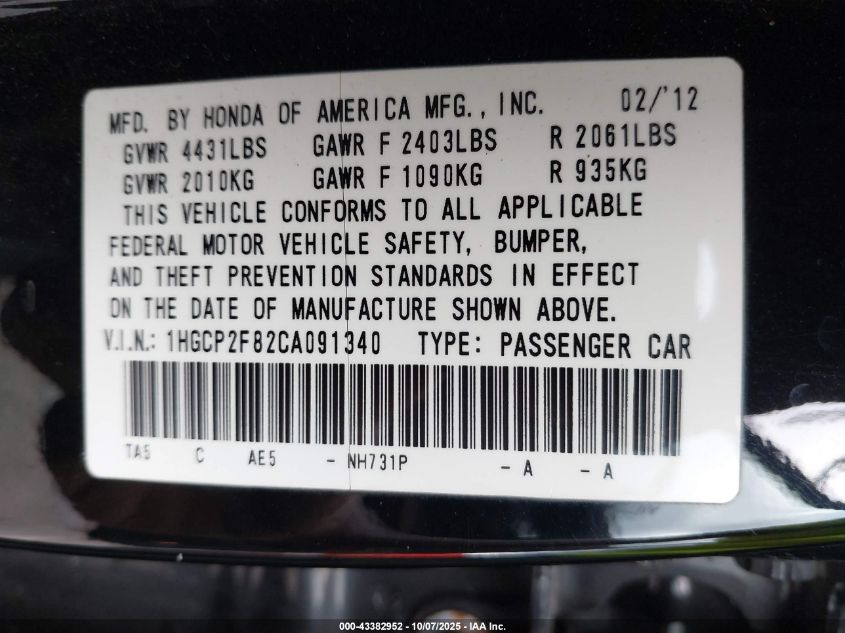 MFD. BY HONDA OF AMERICA MFG., INC. 02/'12
GVWR 4431LBS GAWR F 2403LBS R 2061LBS
GVWR 2010KG GAWR F 1090KG R 935KG
THIS VEHICLE CONFORMS TO ALL APPLICABLE
FEDERAL MOTOR VEHICLE SAFETY, BUMPER,
AND THEFT PREVENTION STANDARDS IN EFFECT
ON THE DATE OF MANUFACTURE SHOWN ABOVE.
V.I.N.: 1HGCP2F82CA091340 TYPE: PASSENGER CAR
TA5 C AE5 - NH731P - A - A
000-43382952 - 10/07/2025 - IAA Inc.